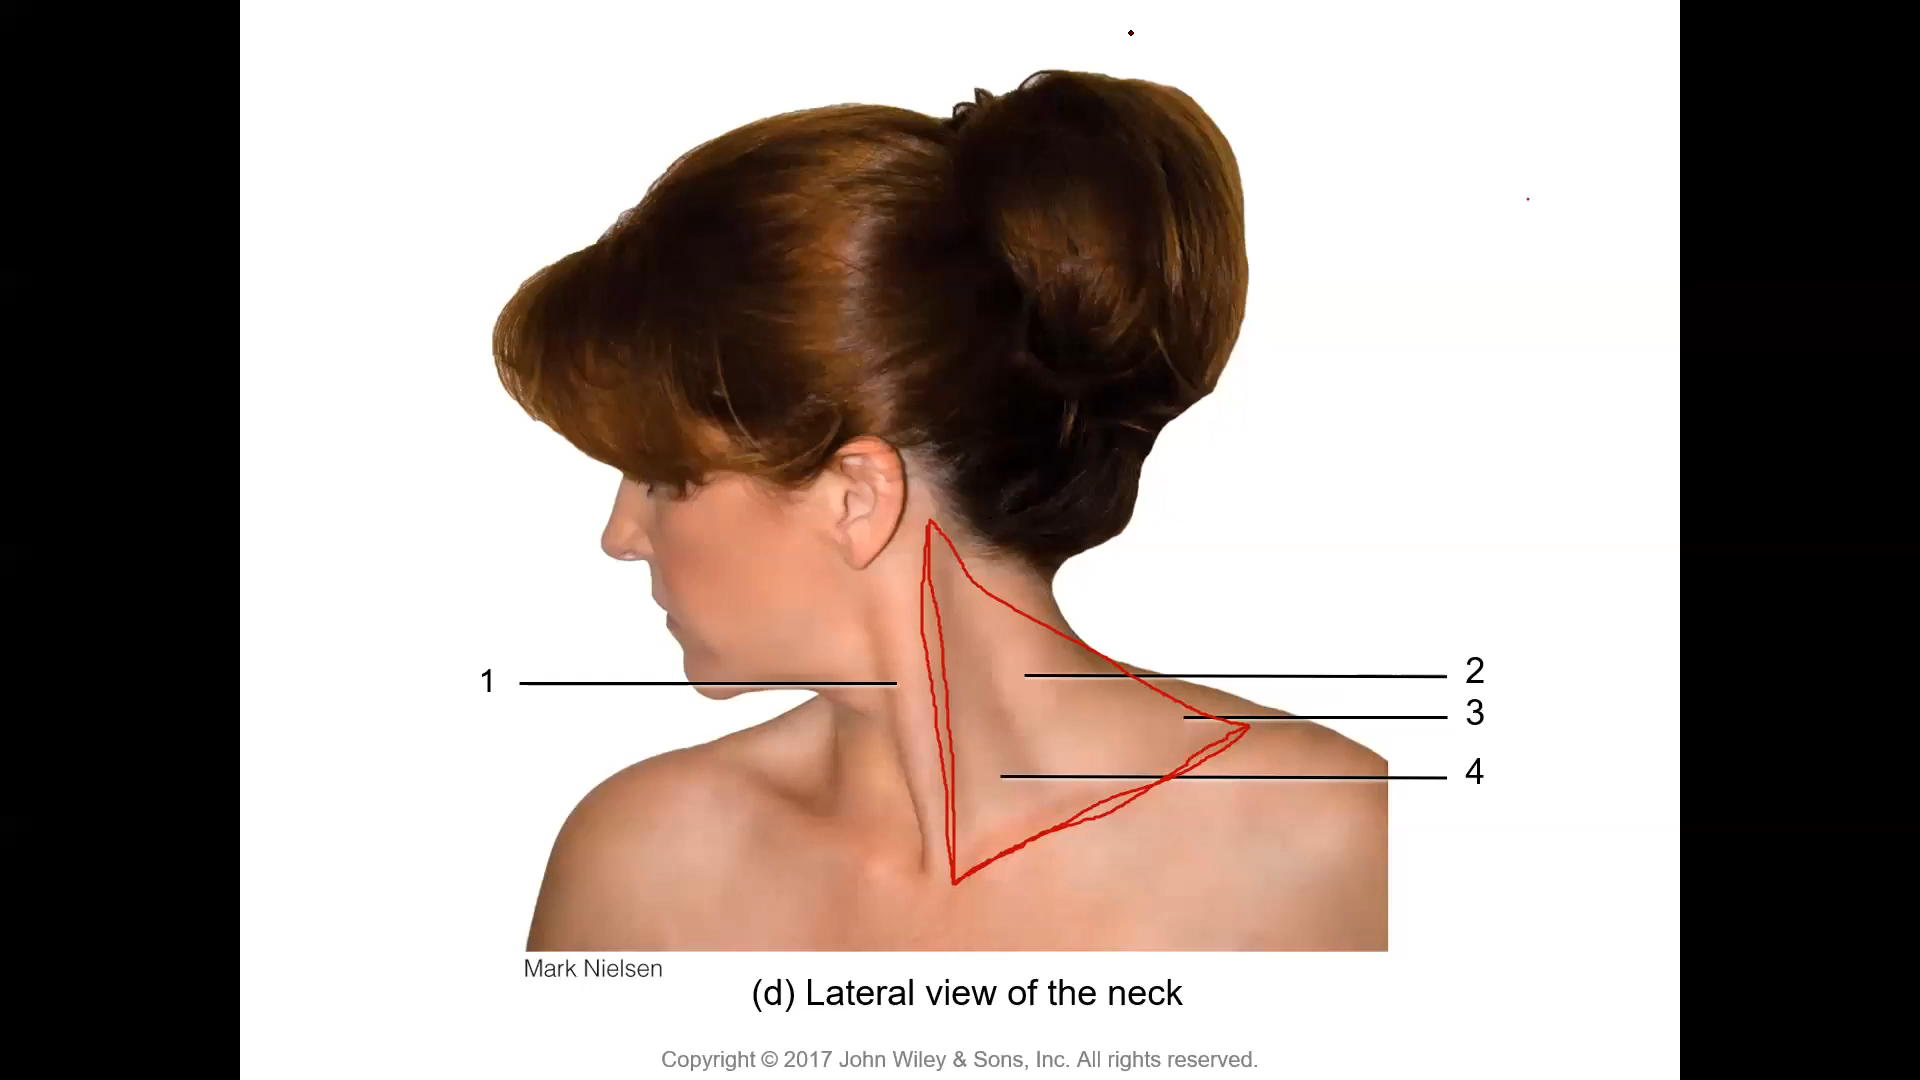 1
2
3
4
Mark Nielsen
(d) Lateral view of the neck
Copyright © 2017 John Wiley & Sons, Inc. All rights reserved.